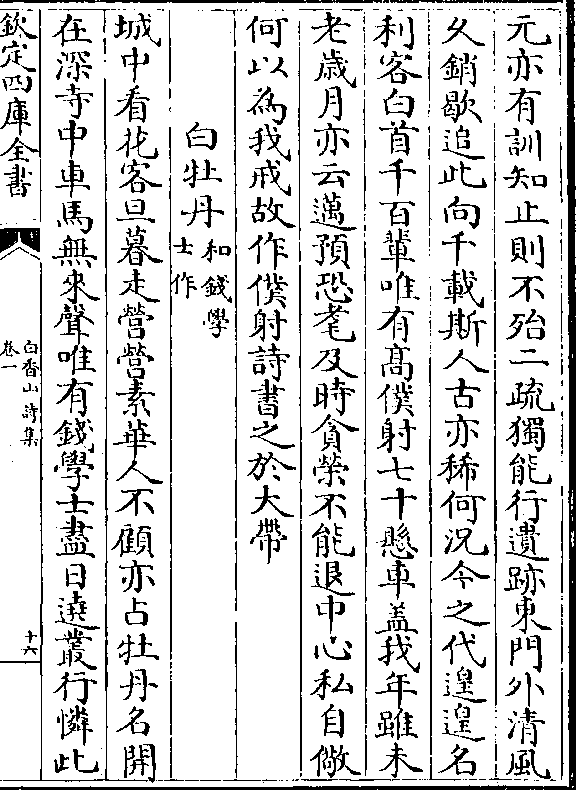 元亦有訓知止則不殆二疏獨能行遺跡東門外清風
久銷歇追此向千載斯人古亦稀何況今之代遑遑名
利客白首千百輩唯有髙僕射七十懸車盖我年雖未
老歲月亦云邁預恐耄及時貪榮不能退中心私自儆
何以為我戒故作僕射詩書之於大帶
白牡丹和錢學士作
城中看花客旦暮走營營素華人不顧亦占牡丹名開
在深寺中車馬無來聲唯有錢學士盡日遶叢行憐此
欽定四庫全書
白香山詩集
卷一
十六